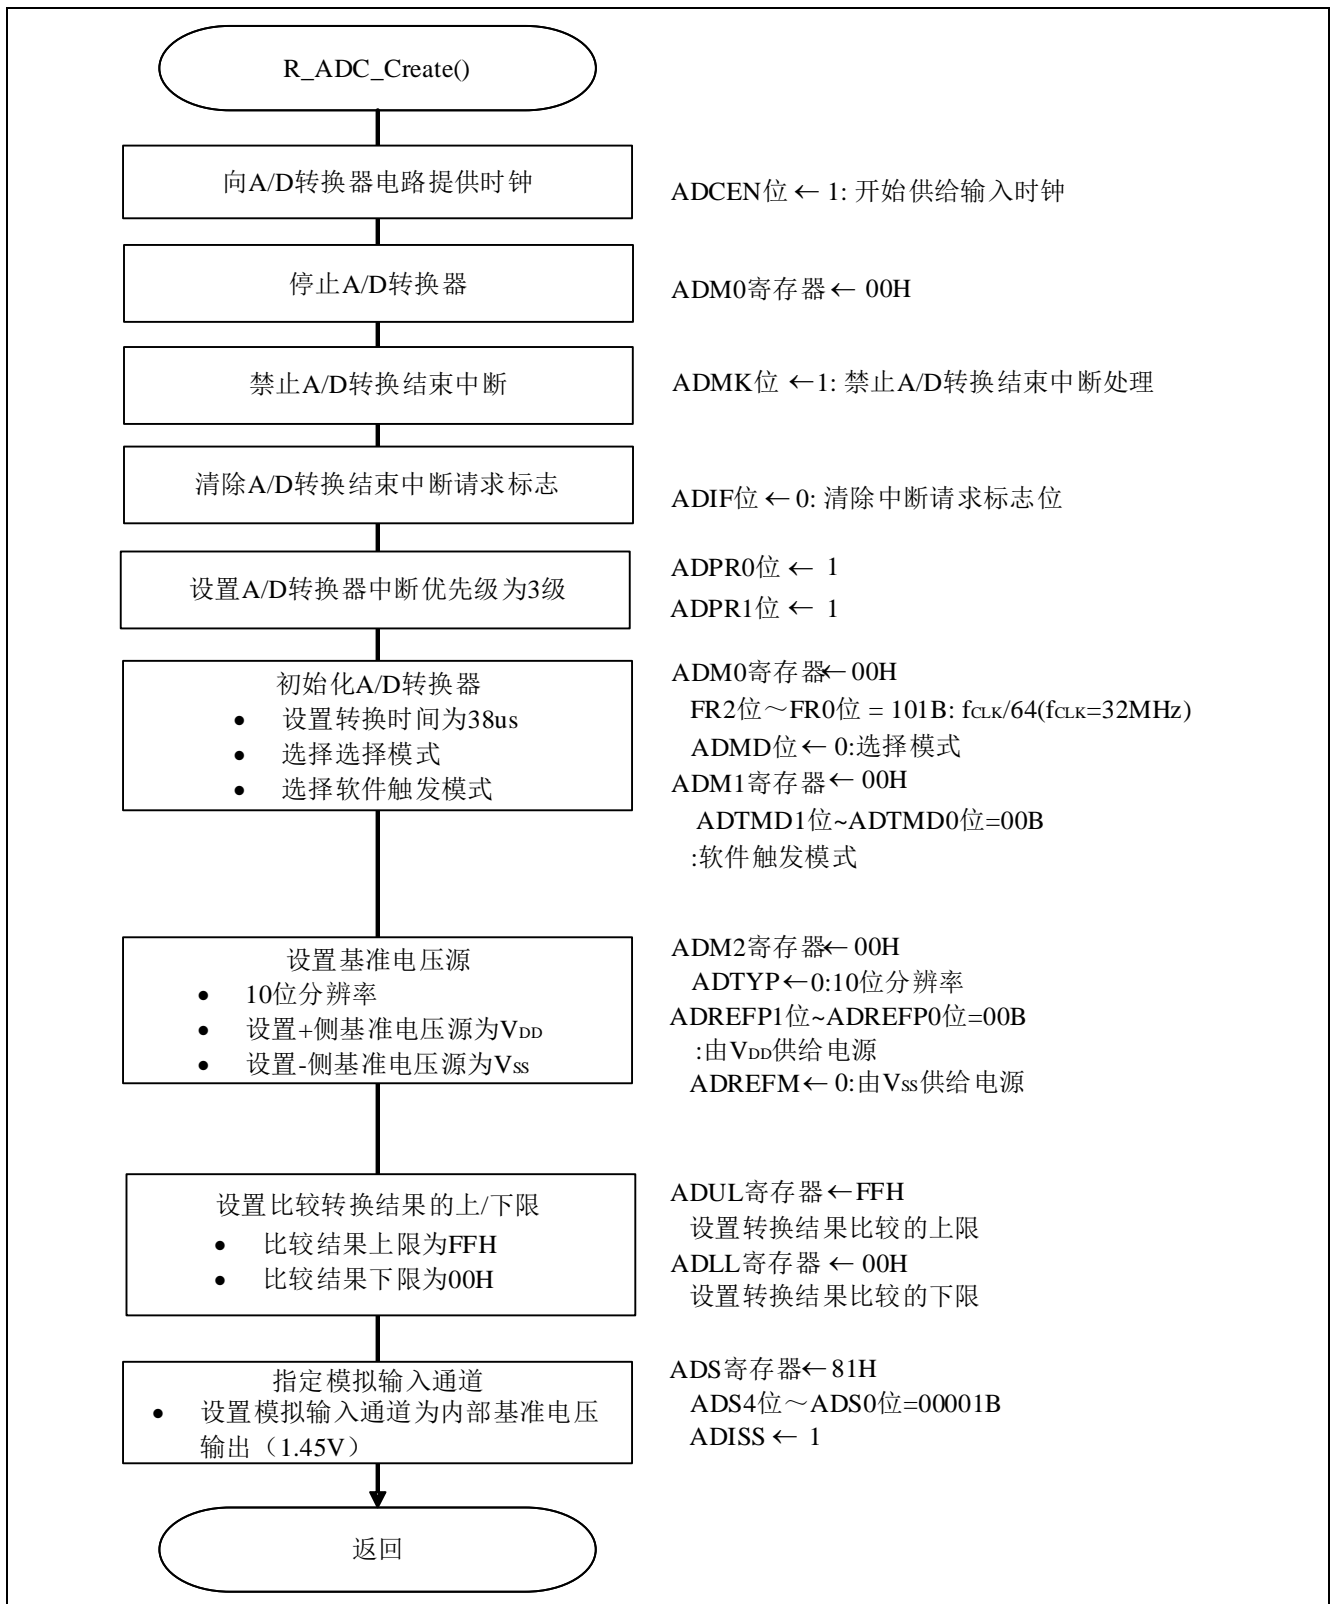 R_ADC_Create()
向A/D转换器电路提供时钟
ADCEN位 ← 1: 开始供给输入时钟
停止A/D转换器
ADM0寄存器 ← 00H
禁止A/D转换结束中断
ADMK位 ←1: 禁止A/D转换结束中断处理
清除A/D转换结束中断请求标志
ADIF位 ← 0: 清除中断请求标志位
设置A/D转换器中断优先级为3级
ADPR0位 ← 1
ADPR1位 ← 1
初始化A/D转换器
• 设置转换时间为38us
• 选择选择模式
• 选择软件触发模式
ADM0寄存器← 00H
FR2位～FR0位 = 101B: fCLK/64(fCLK=32MHz)
ADMD位 ← 0:选择模式
ADM1寄存器← 00H
ADTMD1位~ADTMD0位=00B
:软件触发模式
设置基准电压源
• 10位分辨率
• 设置+侧基准电压源为VDD
• 设置-侧基准电压源为Vss
ADM2寄存器← 00H
ADTYP←0:10位分辨率
ADREFP1位~ADREFP0位=00B
:由VDD供给电源
ADREFM← 0:由Vss供给电源
设置比较转换结果的上/下限
• 比较结果上限为FFH
• 比较结果下限为00H
ADUL寄存器←FFH
设置转换结果比较的上限
ADLL寄存器 ← 00H
设置转换结果比较的下限
指定模拟输入通道
• 设置模拟输入通道为内部基准电压
输出（1.45V）
ADS寄存器←81H
ADS4位～ADS0位=00001B
ADISS ← 1
返回